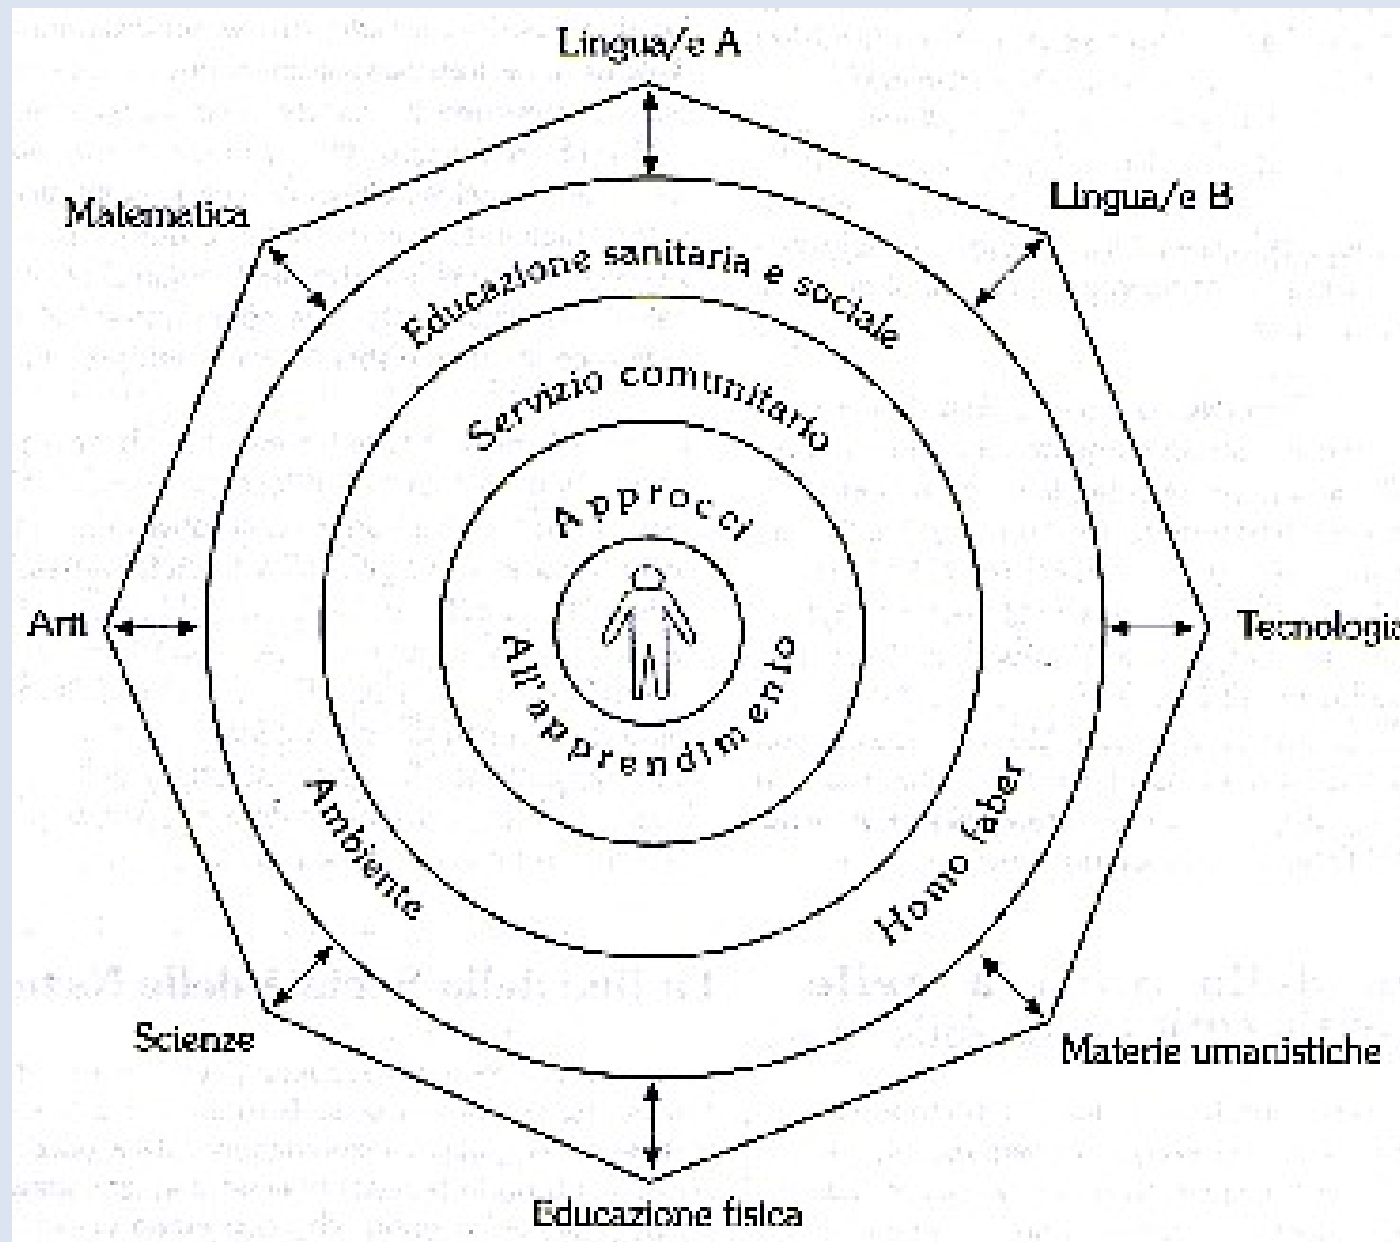 Lingua/e A
Matematica
Lingua/e B
Educazione sanitaria e sociale
Servizio comunitario
Approcci
All'apprendimento
Arti
Tecnologia
Ambiente
Homo faber
Scienze
Materie umanistiche
Educazione fisica